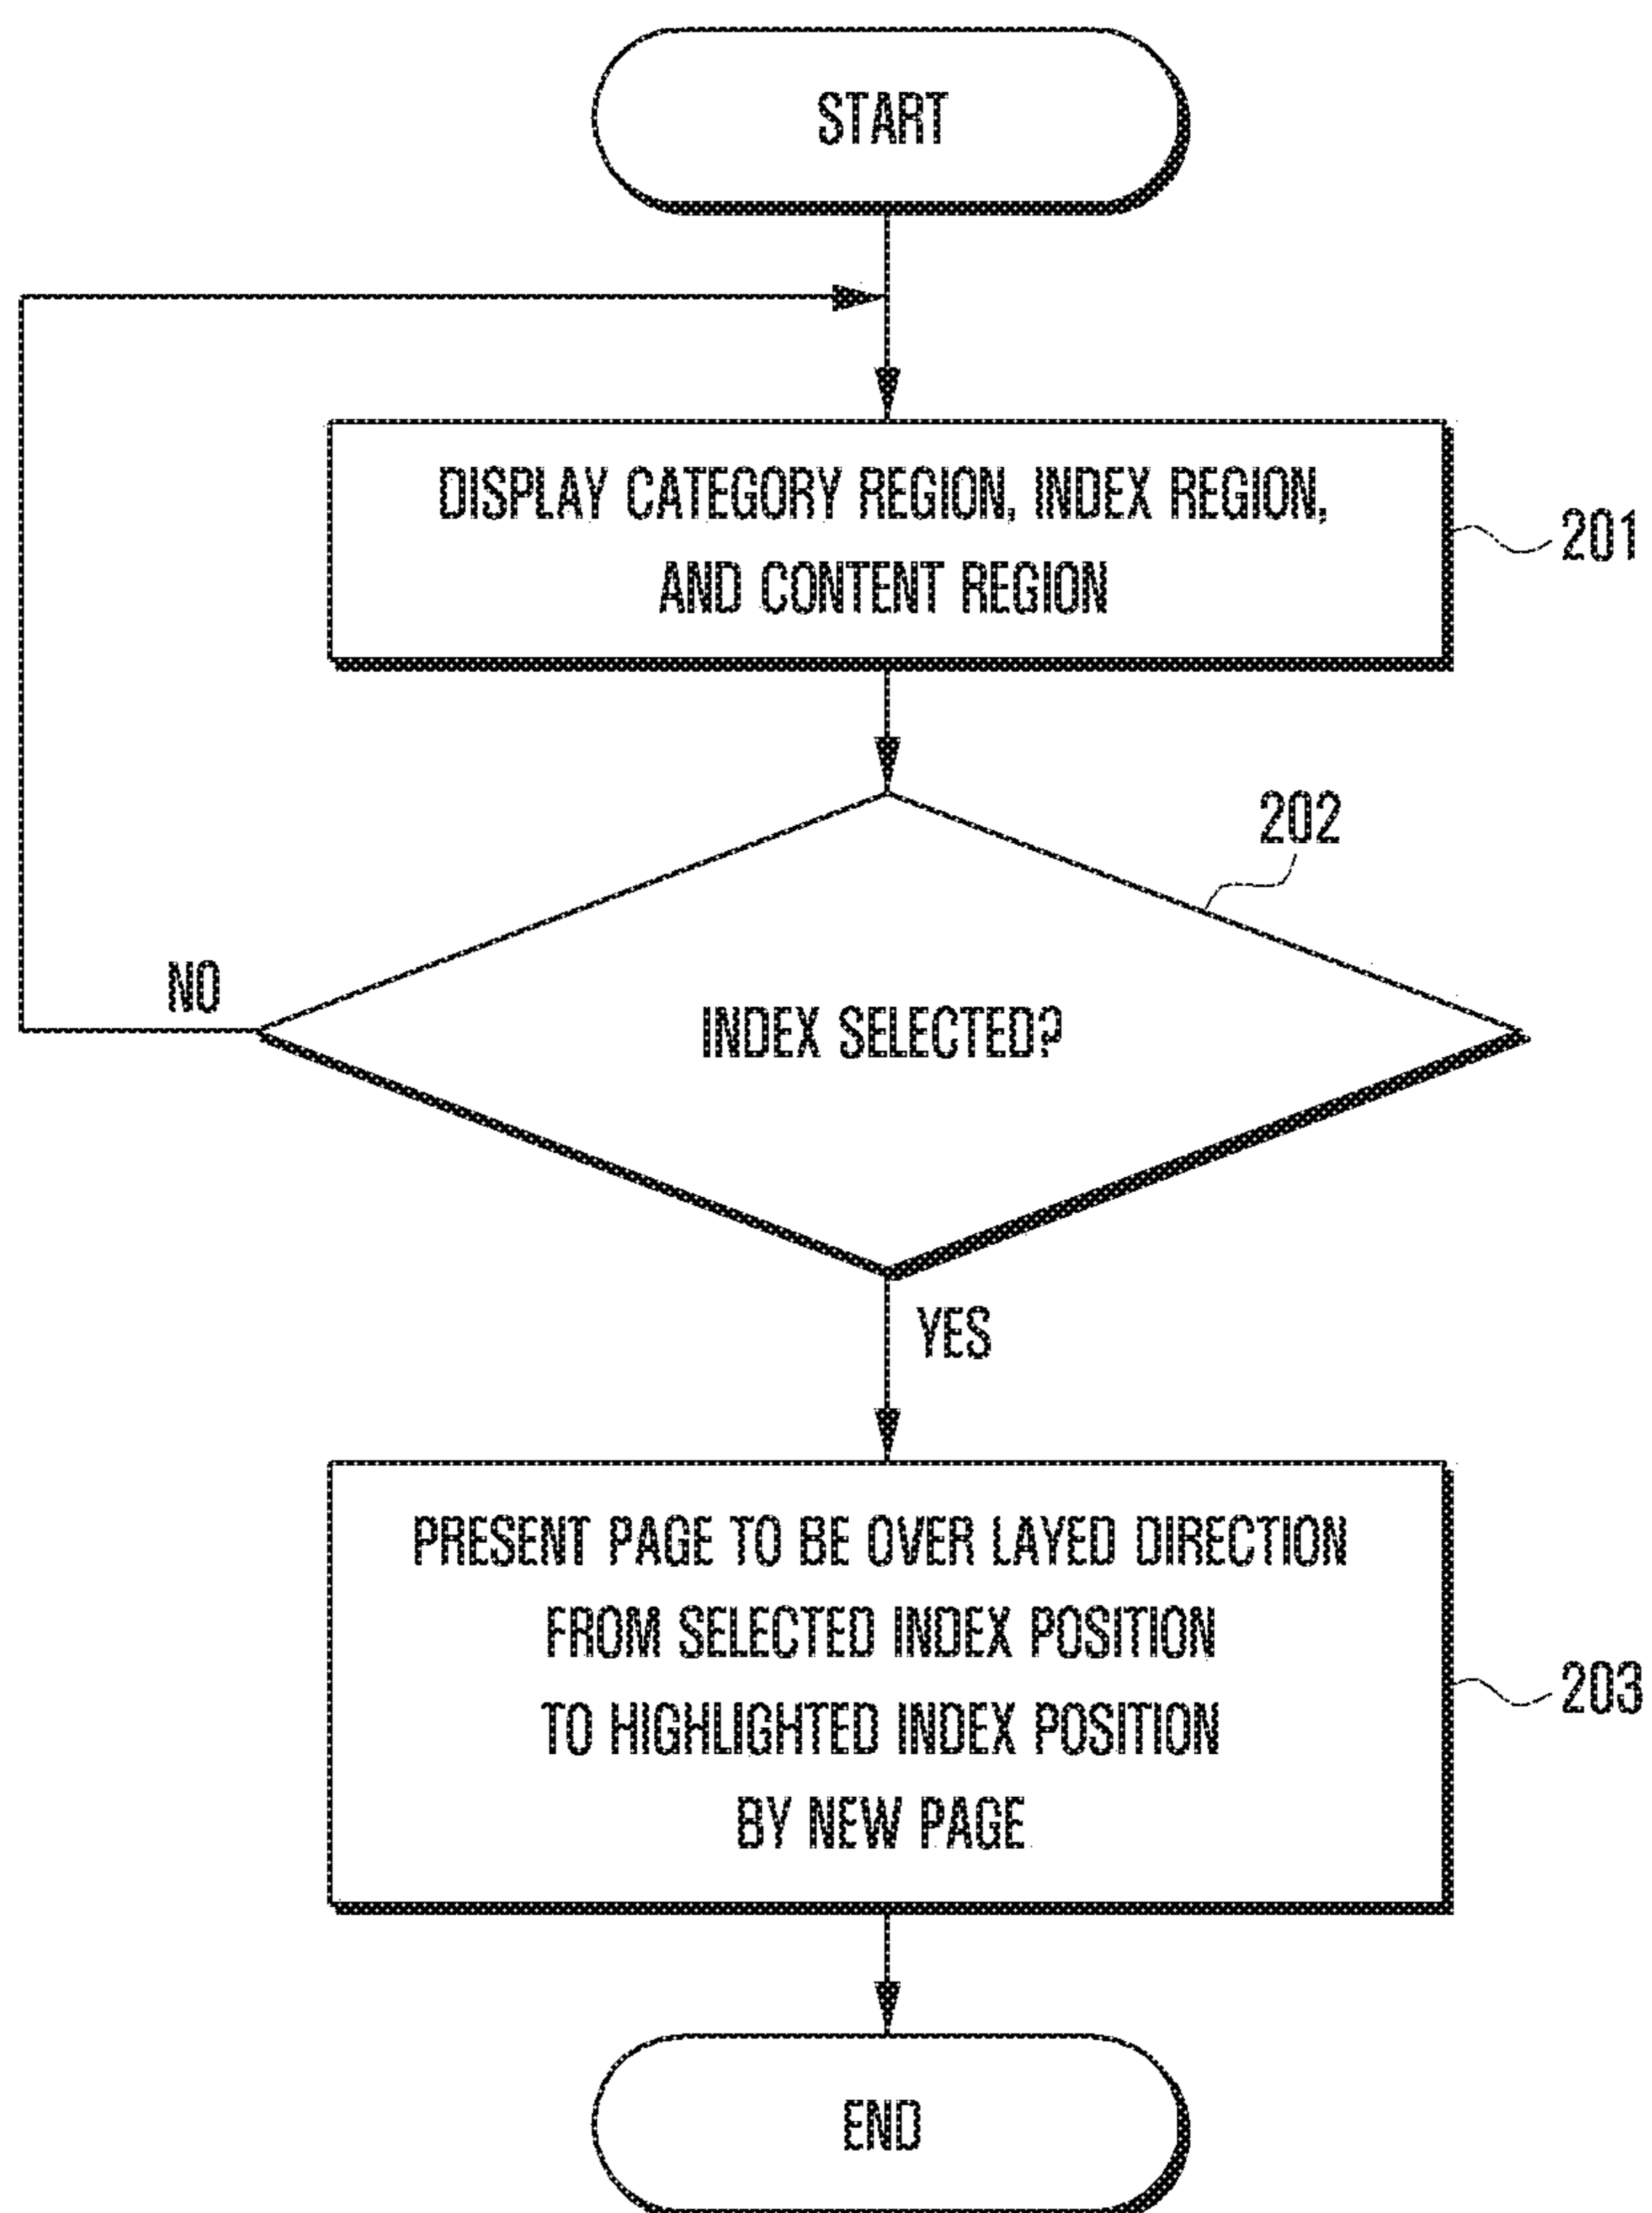 START
DISPLAY CATEGORY REGION, INDEX REGION,
AND CONTENT REGION
201
202
NO
INDEX SELECTED?
YES
PRESENT PAGE TO BE OVER LAYED DIRECTION
FROM SELECTED INDEX POSITION
TO HIGHLIGHTED INDEX POSITION
BY NEW PAGE
203
END